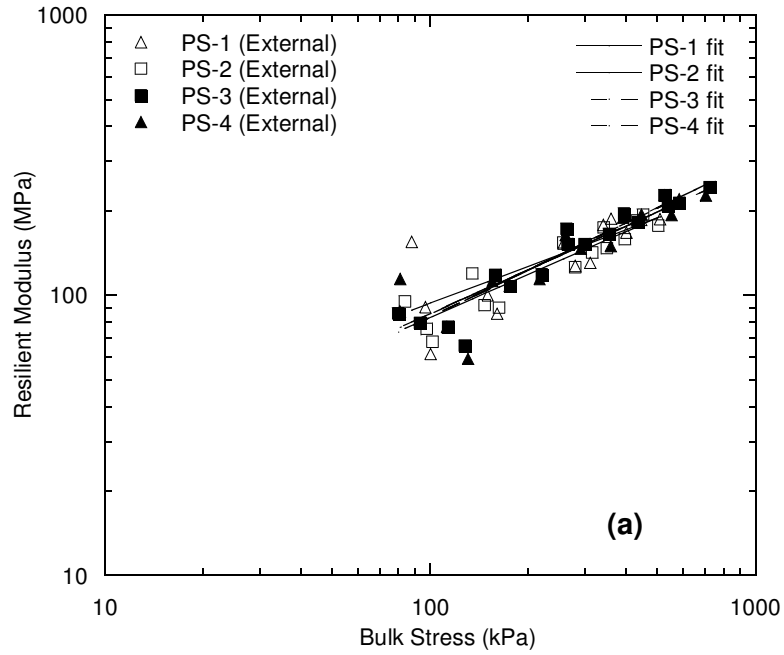 1000
PS-1 (External)
PS-2 (External)
PS-3 (External)
PS-4 (External)
PS-1 fit
PS-2 fit
PS-3 fit
PS-4 fit
Resilient Modulus (MPa)
100
(a)
10
10
100
1000
Bulk Stress (kPa)